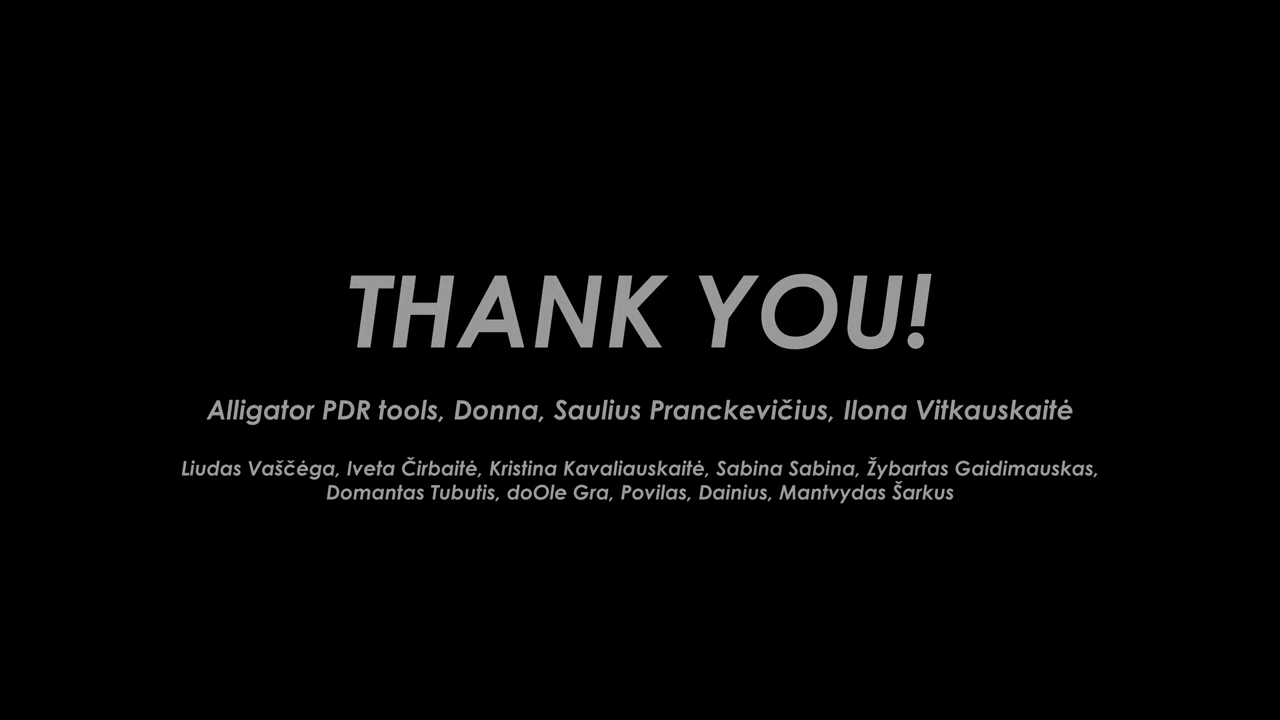 THANK YOU!
Alligator PDR tools, Donna, Saulius Pranckevičius, Ilona Vitkauskaitė
Liudas Vaščėga, Iveta Čirbaitė, Kristina Kavaliauskaitė, Sabina Sabina, Žybartas Gaidimauskas,
Domantas Tubutis, doOle Gra, Povilas, Dainius, Mantvydas Šarkus